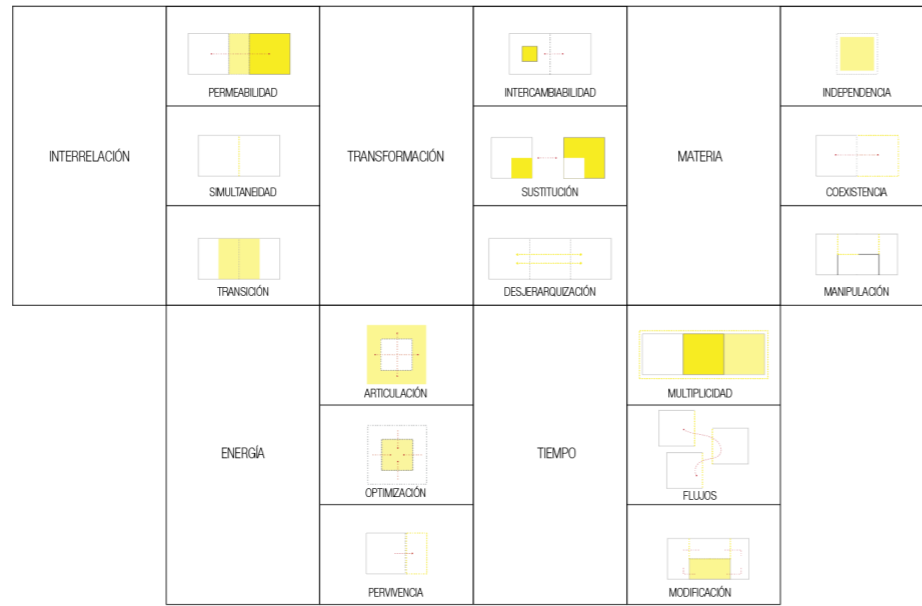 INTERRELACIÓN
PERMEABILIDAD
SIMULTANEIDAD
TRANSICIÓN
TRANSFORMACIÓN
INTERCAMBIABILIDAD
SUSTITUCIÓN
DESJERARQUIZACIÓN
MATERIA
INDEPENDENCIA
COEXISTENCIA
MANIPULACIÓN
ENERGÍA
ARTICULACIÓN
OPTIMIZACIÓN
PERVIVENCIA
TIEMPO
MULTIPLICIDAD
FLUJOS
MODIFICACIÓN